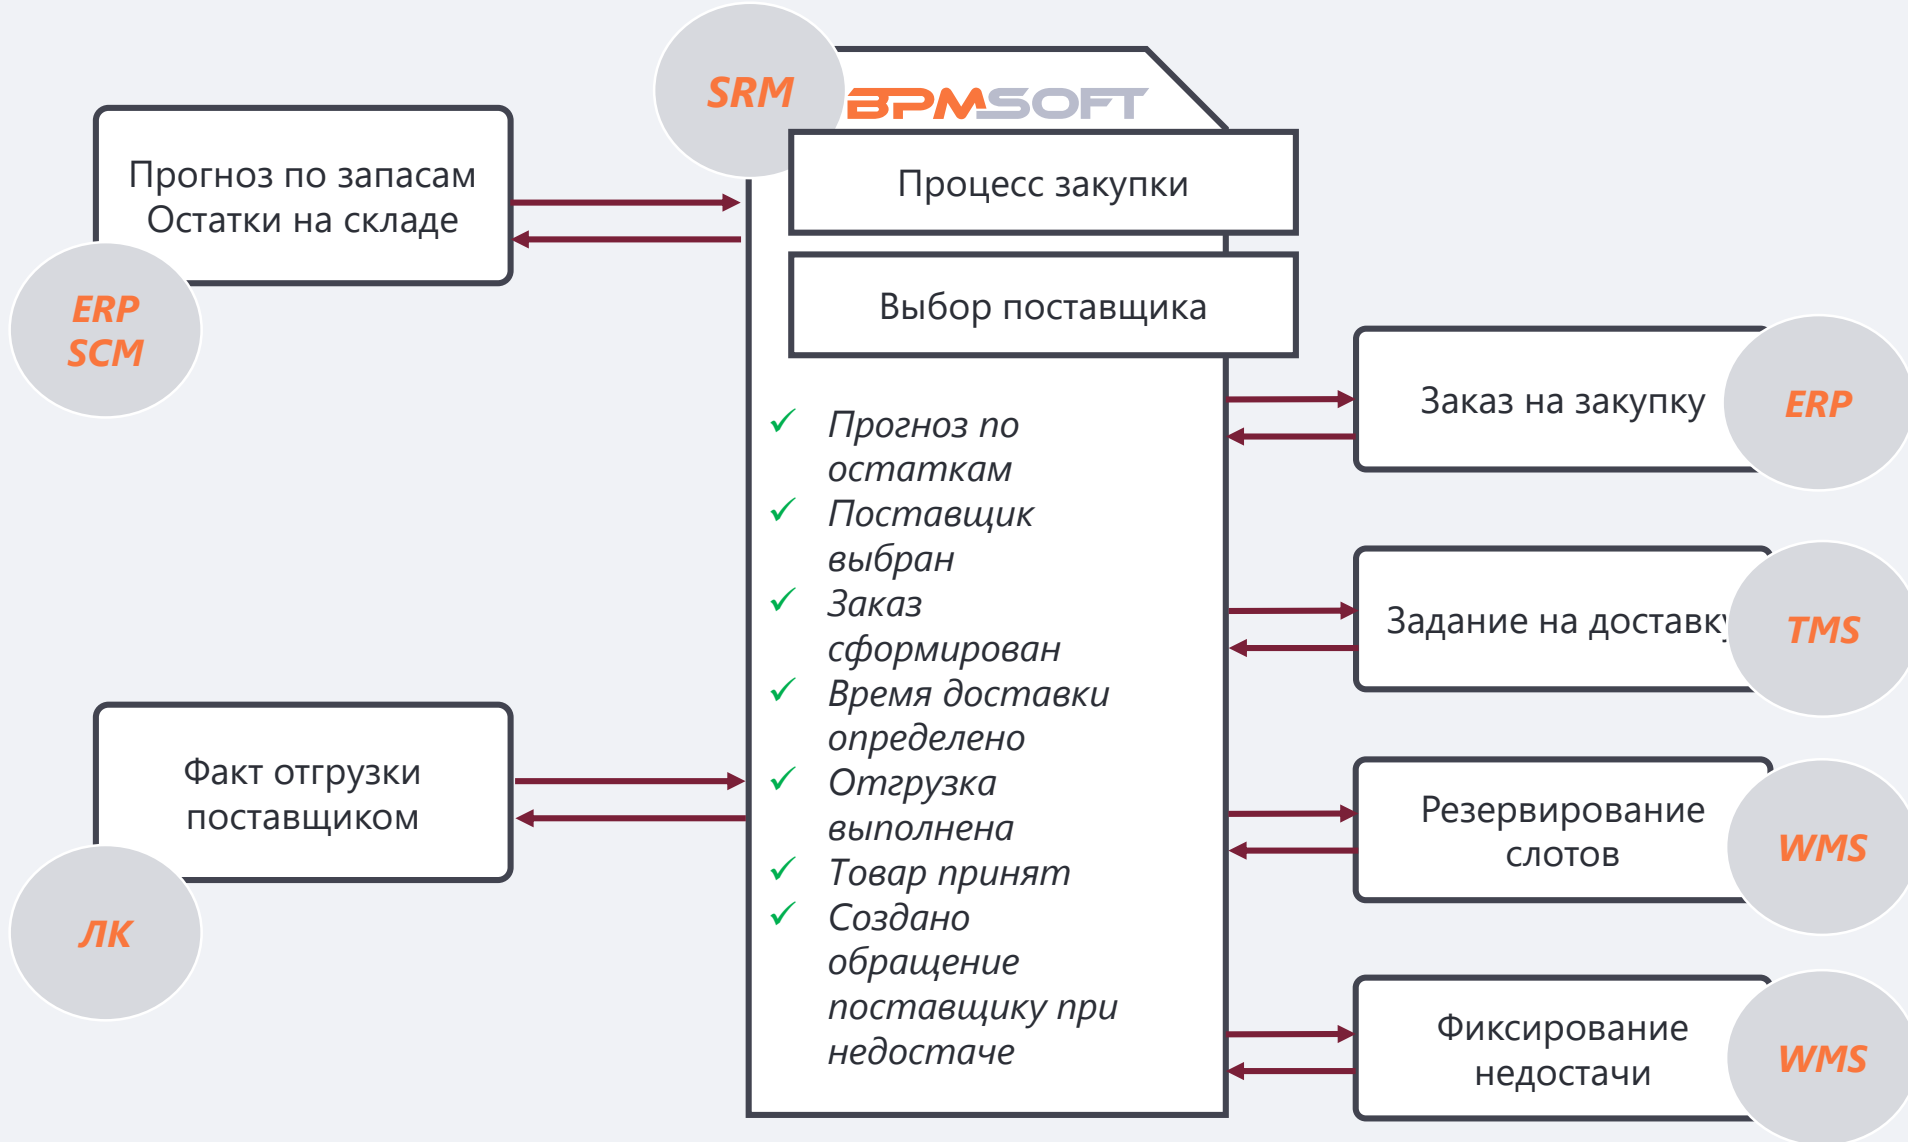 SRM
BPMSOFT
Прогноз по запасам
Остатки на складе
ERP
SCM
Процесс закупки
Выбор поставщика
Прогноз по
остаткам
Поставщик
выбран
Заказ
сформирован
Время доставки
определено
Отгрузка
выполнена
Товар принят
Создано
обращение
поставщику при
недостаче
Факт отгрузки
поставщиком
ЛК
Заказ на закупку
ERP
Задание на доставку
TMS
Резервирование
слотов
WMS
Фиксирование
недостачи
WMS